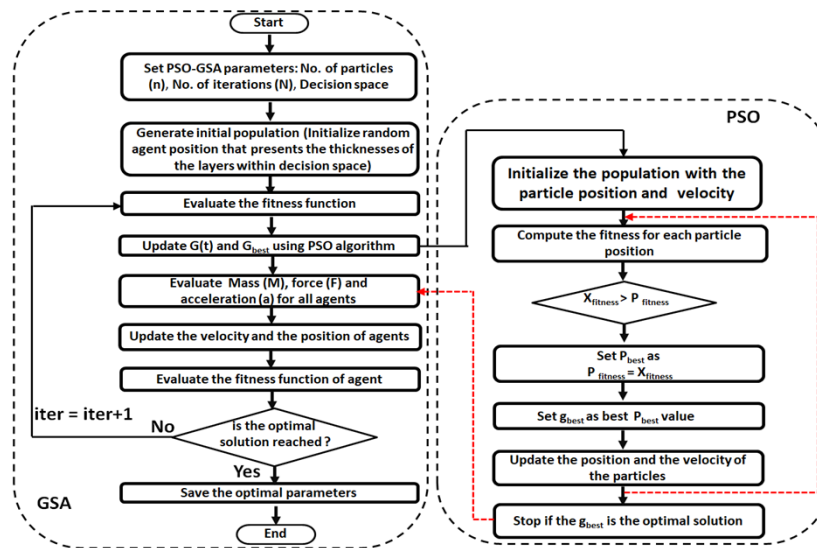 Start
Set PSO-GSA parameters: No. of particles
(n), No. of iterations (N), Decision space
Generate initial population (Initialize random
agent position that presents the thicknesses of
the layers within decision space)
Evaluate the fitness function
Update G(t) and Gbest using PSO algorithm
Evaluate Mass (M), force (F) and
acceleration (a) for all agents
Update the velocity and the position of agents
Evaluate the fitness function of agent
iter = iter+1
No
is the optimal
solution reached ?
Yes
Save the optimal parameters
GSA
End
PSO
Initialize the population with the
particle position and velocity
Compute the fitness for each particle
position
Xfitness > P fitness
Set Pbest as
P fitness = Xfitness
Set gbest as best Pbest value
Update the position and the velocity of
the particles
Stop if the gbest is the optimal solution